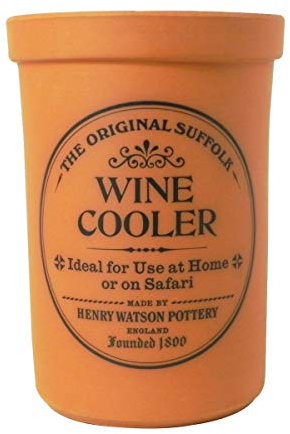 THE ORIGINAL SUFFOLK
WINE
COOLER
Ideal for Use at Home
or on Safari
MADE BY
HENRY WATSON POTTERY
ENGLAND
Founded 1800